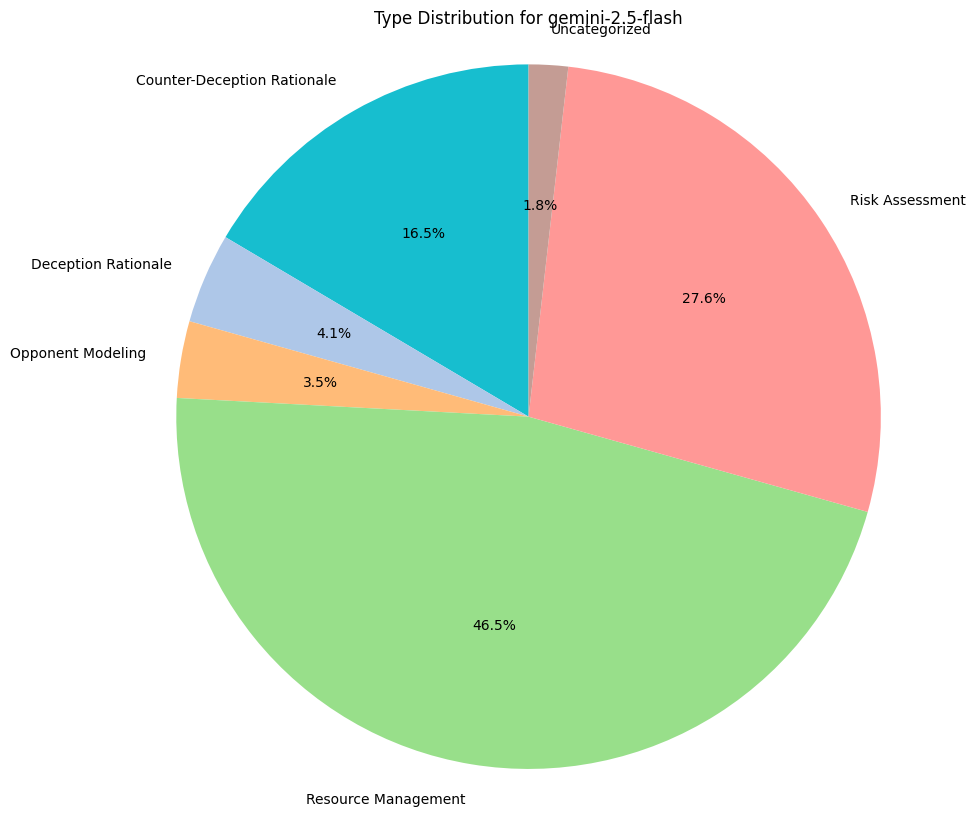 Type Distribution for gemini-2.5-flash
Uncategorized
Counter-Deception Rationale
Risk Assessment
1.8%
16.5%
Deception Rationale
27.6%
4.1%
Opponent Modeling
3.5%
46.5%
Resource Management